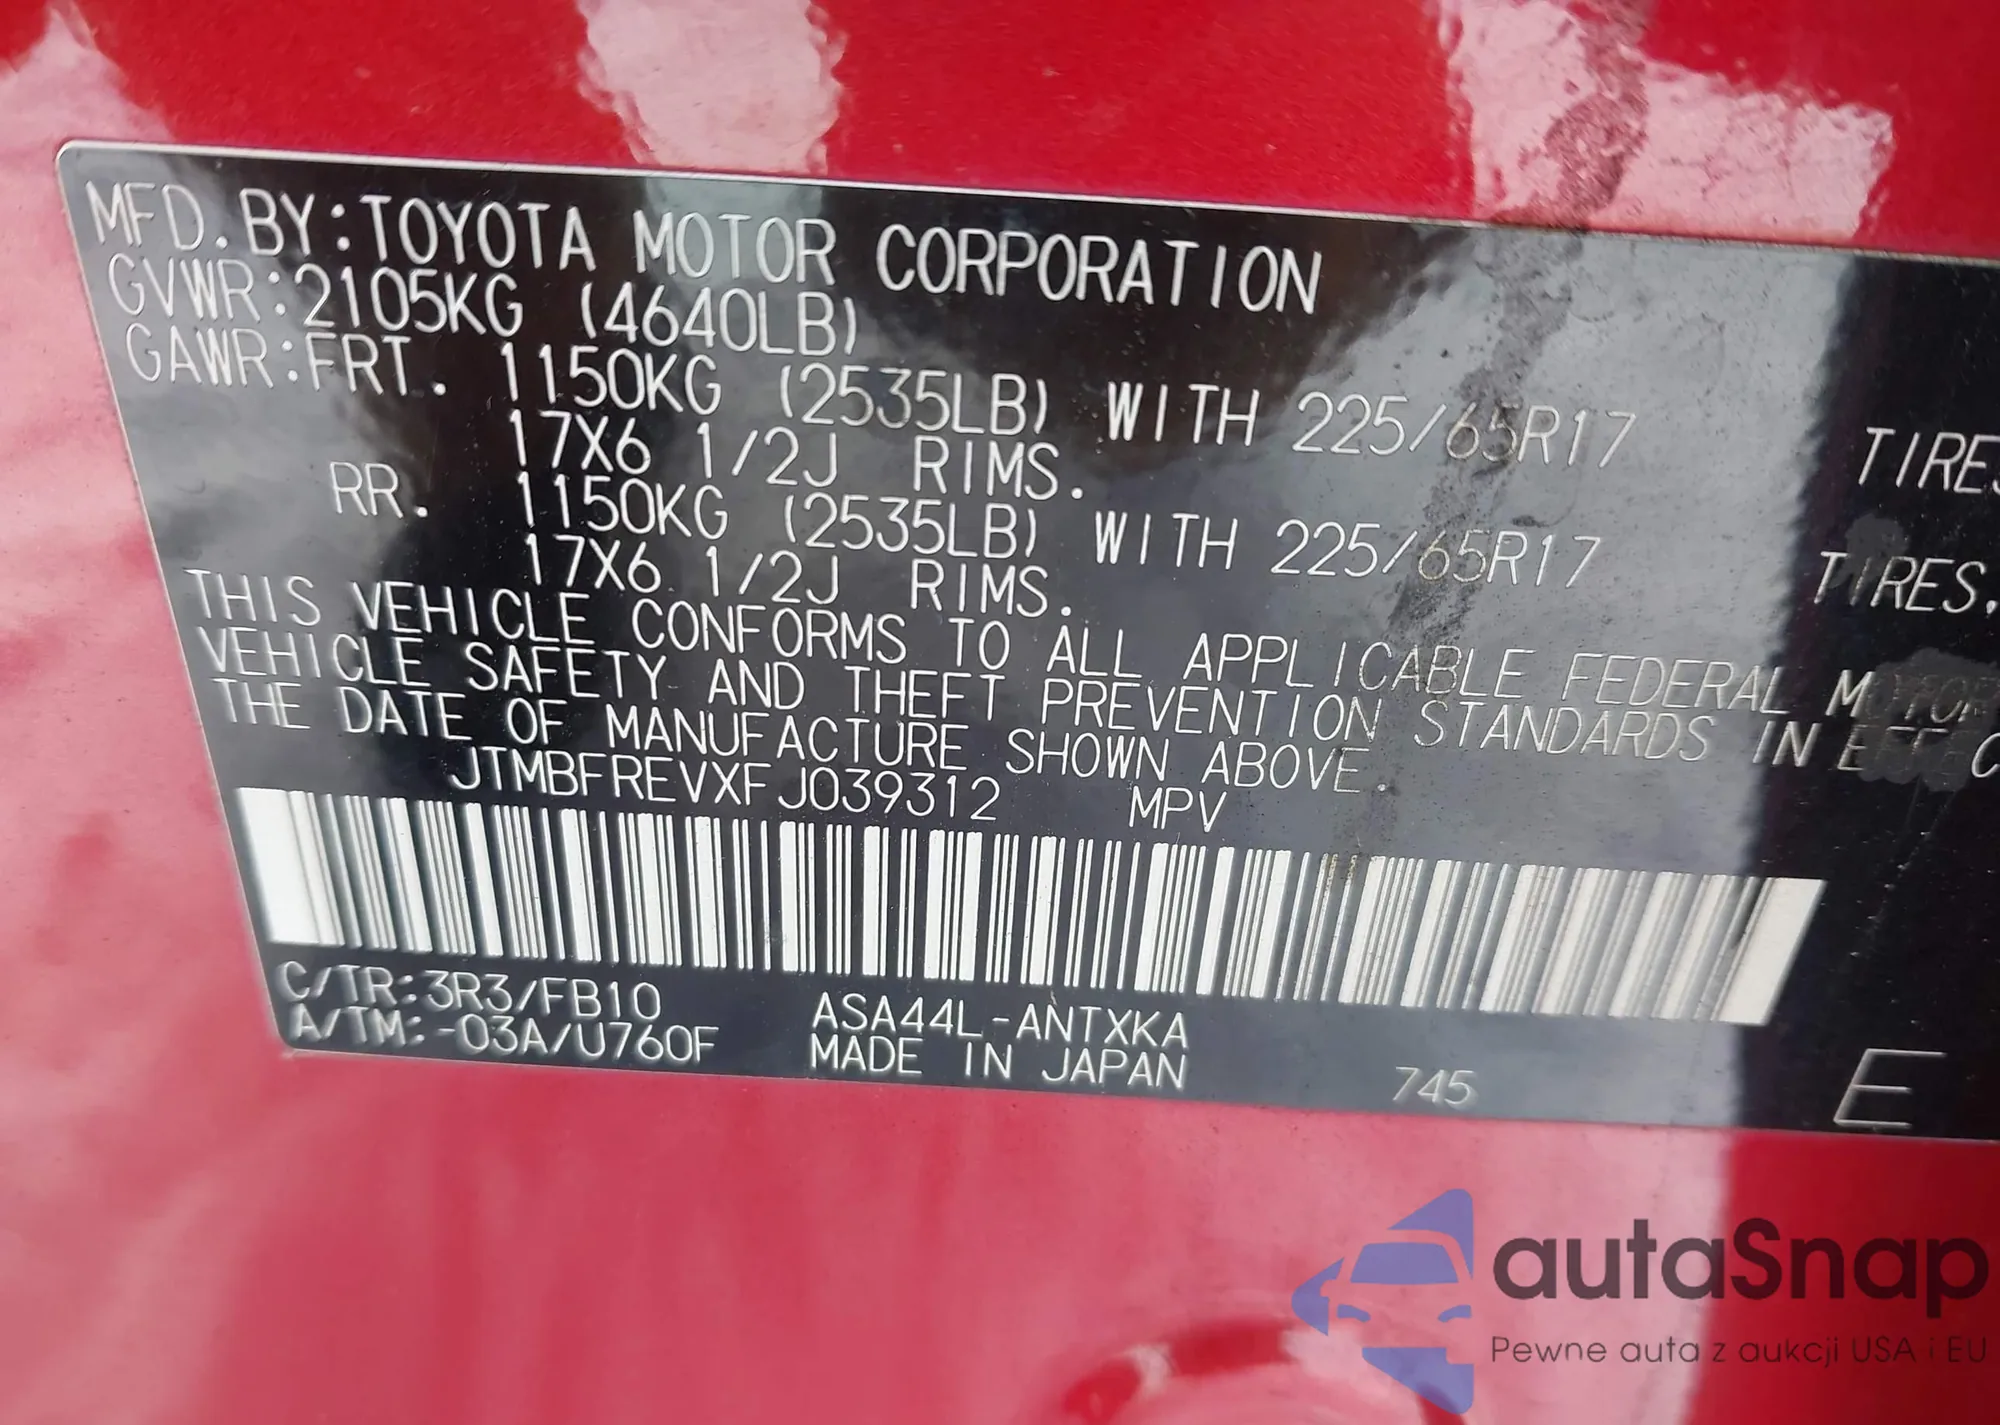 MFD. BY:TOYOTA MOTOR CORPORATION
GVWR:2105KG (4640LB)
GAWR:FRT. 1150KG (2535LB) WITH 225/65R17 TIRES
17X6 1/2J RIMS.
RR. 1150KG (2535LB) WITH 225/65R17 TIRES,
17X6 1/2J RIMS.
THIS VEHICLE CONFORMS TO ALL APPLICABLE FEDERAL MOTOR
VEHICLE SAFETY AND THEFT PREVENTION STANDARDS IN EFFEC
THE DATE OF MANUFACTURE SHOWN ABOVE.
JTMBFREVXFJ039312 MPV
C/TR:3R3/FB10 ASA44L-ANTXKA
A/TM:-03A/U760F MADE IN JAPAN 745 E
autaSnap
Pewne auta z aukcji USA i EU